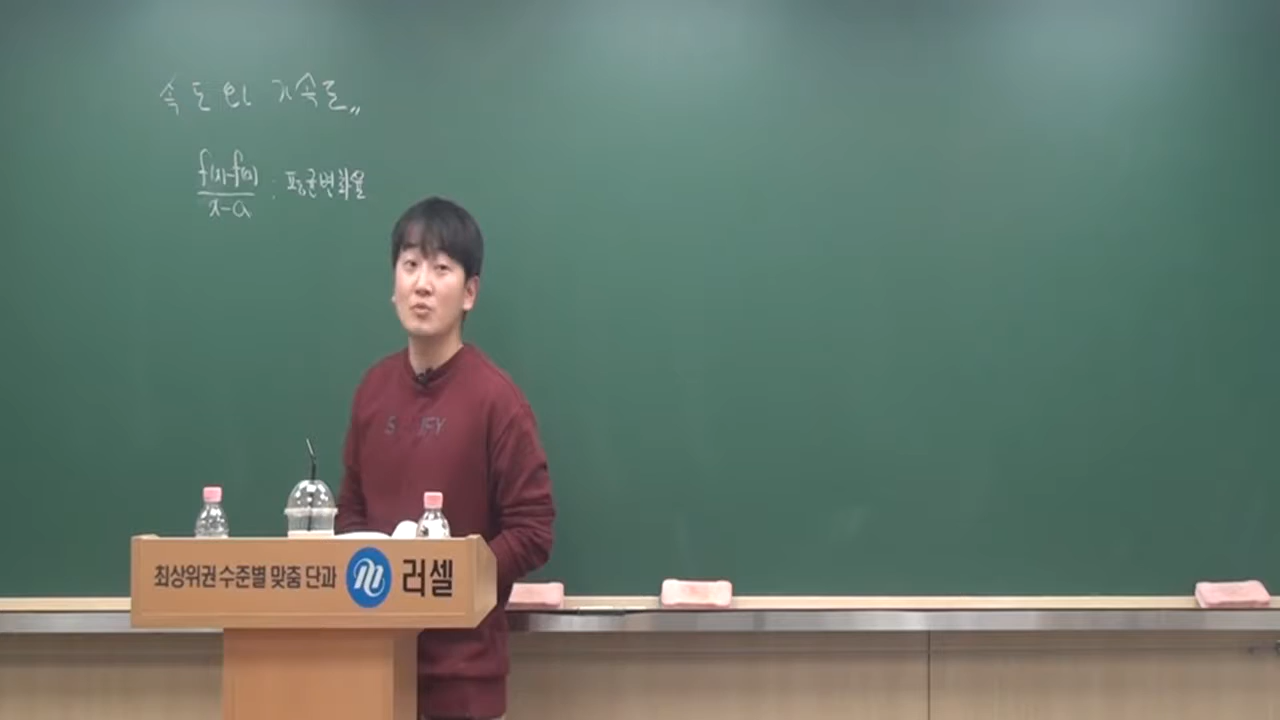 속도와 가속도
f(x)-f(a)
x-a
: 평균변화율
최상위권 수준별 맞춤 단과 러셀